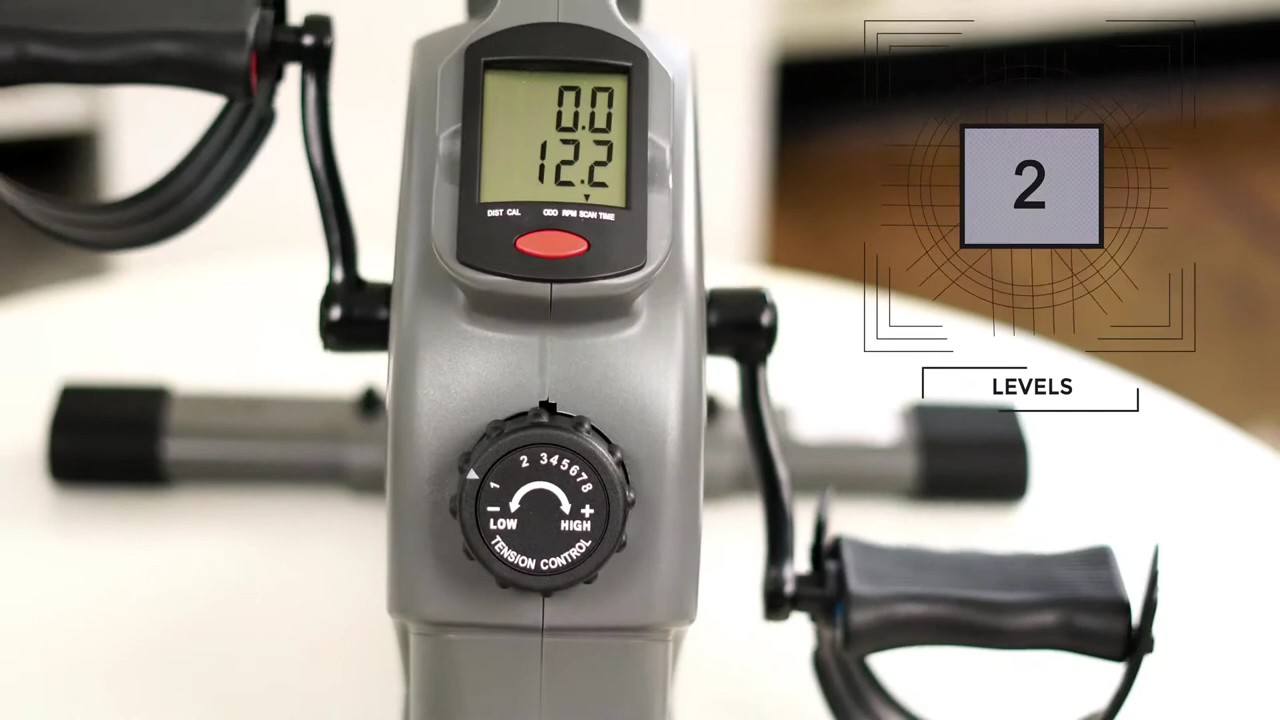 0.0
12.2
DIST CAL ODO RPM SCAN TIME
2
LEVELS
1 2 3 4 5 6 7 8
- +
LOW HIGH
TENSION CONTROL